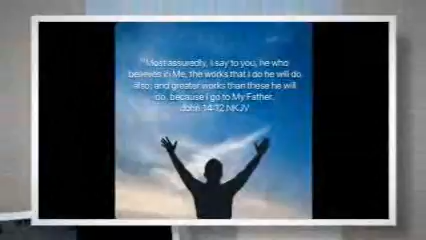 "Most assuredly, I say to you, he who
believes in Me, the works that I do he will do
also; and greater works than these he will
do, because I go to My Father.
John 14:12 NKJV